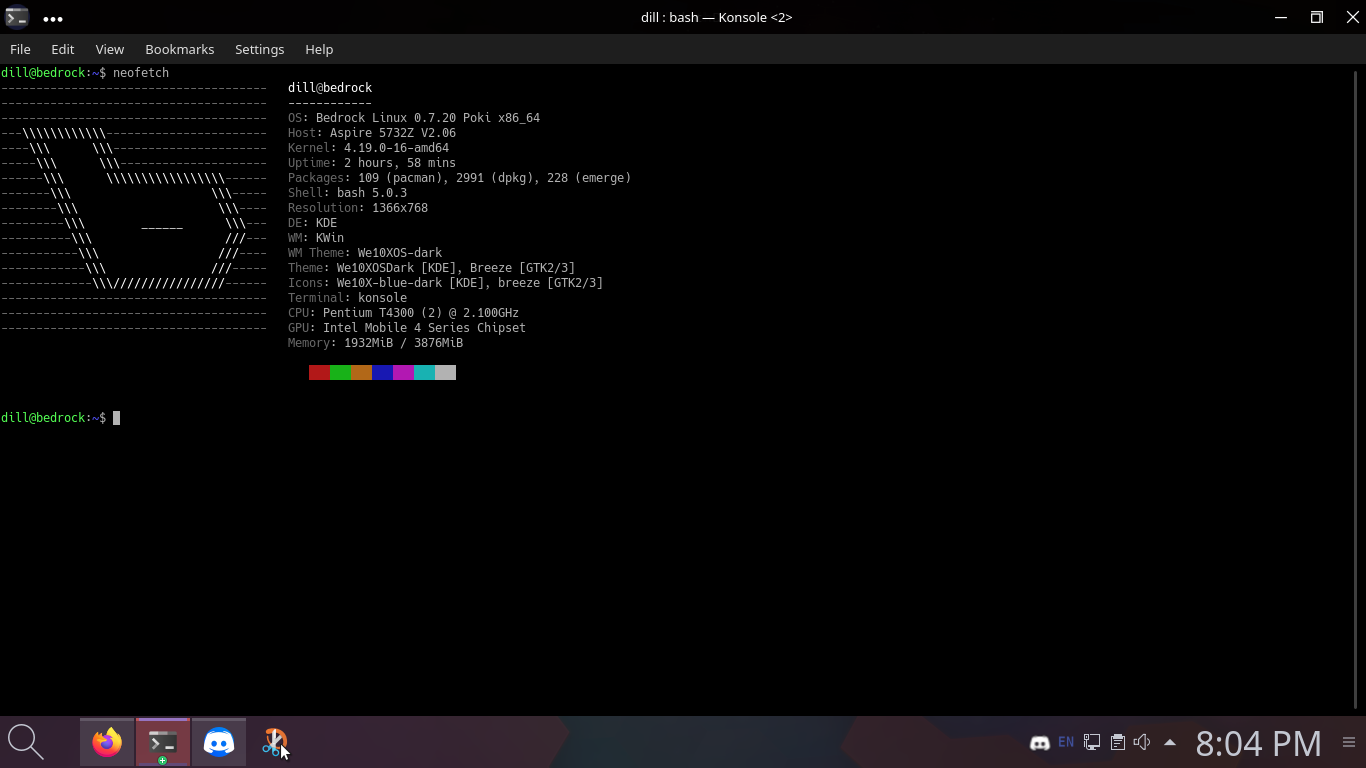 dill : bash — Konsole <2>
File Edit View Bookmarks Settings Help
dill@bedrock:~$ neofetch
dill@bedrock
------------
OS: Bedrock Linux 0.7.20 Poki x86_64
Host: Aspire 5732Z V2.06
Kernel: 4.19.0-16-amd64
Uptime: 2 hours, 58 mins
Packages: 109 (pacman), 2991 (dpkg), 228 (emerge)
Shell: bash 5.0.3
Resolution: 1366x768
DE: KDE
WM: KWin
WM Theme: We10XOS-dark
Theme: We10XOSDark [KDE], Breeze [GTK2/3]
Icons: We10X-blue-dark [KDE], breeze [GTK2/3]
Terminal: konsole
CPU: Pentium T4300 (2) @ 2.100GHz
GPU: Intel Mobile 4 Series Chipset
Memory: 1932MiB / 3876MiB
dill@bedrock:~$
EN
8:04 PM